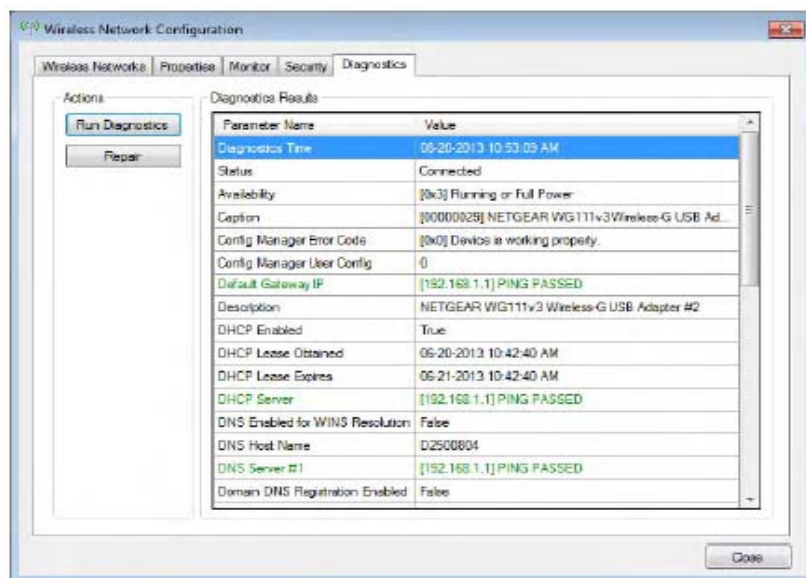 Wireless Network Configuration
Wireless Networks Properties Monitor Security Diagnostics
Actions
Run Diagnostics
Repair
Diagnostics Results
Parameter Name Value
Diagnostics Time 06-20-2013 10:53:09 AM
Status Connected
Availability [0x3] Running or Full Power
Caption [00000029] NETGEAR WG111v3 Wireless-G USB Ad...
Config Manager Error Code [0x0] Device is working properly.
Config Manager User Config 0
Default Gateway IP [192.168.1.1] PING PASSED
Description NETGEAR WG111v3 Wireless-G USB Adapter #2
DHCP Enabled True
DHCP Lease Obtained 06-20-2013 10:42:40 AM
DHCP Lease Expires 06-21-2013 10:42:40 AM
DHCP Server [192.168.1.1] PING PASSED
DNS Enabled for WINS Resolution False
DNS Host Name D2500804
DNS Server #1 [192.168.1.1] PING PASSED
Domain DNS Registration Enabled False
Close